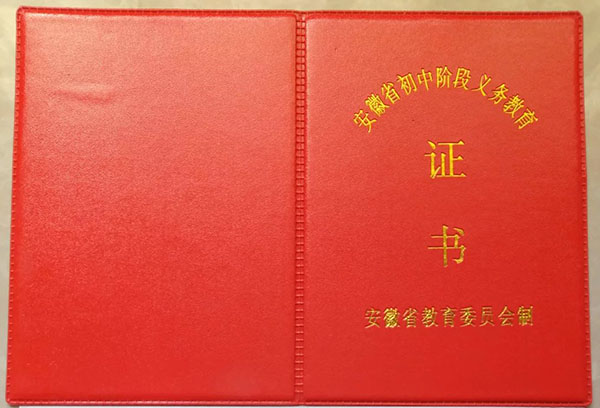 安徽省初中阶段义务教育
证
书
安徽省教育委员会制